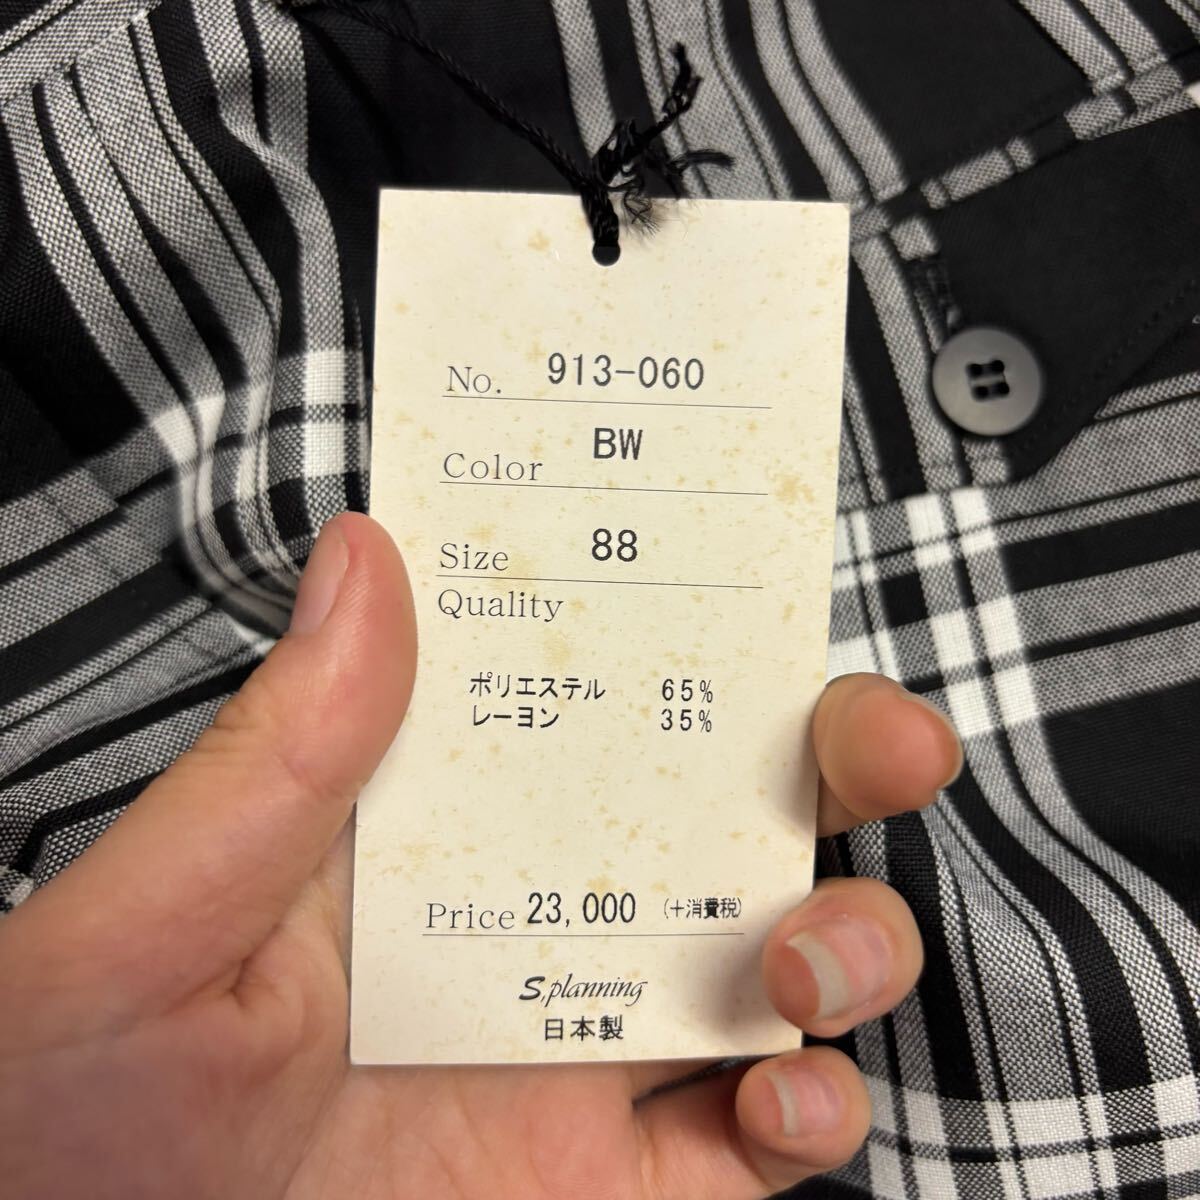 No. 913-060
Color BW
Size 88
Quality
ポリエステル 65%
レーヨン 35%
Price 23,000 (+消費税)
S,planning
日本製